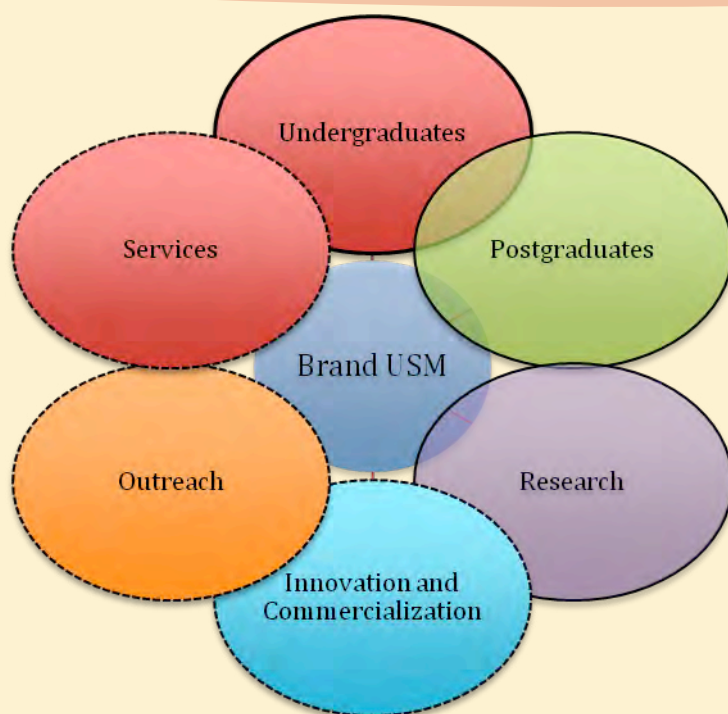 Undergraduates
Services
Postgraduates
Brand USM
Outreach
Research
Innovation and
Commercialization